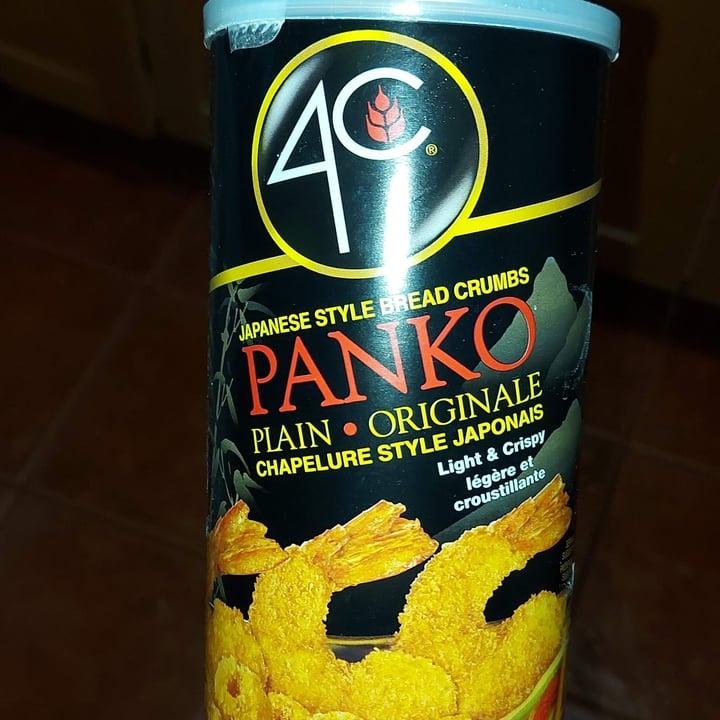 4C®
JAPANESE STYLE BREAD CRUMBS
PANKO
PLAIN • ORIGINALE
CHAPELURE STYLE JAPONAIS
Light & Crispy
légère et
croustillante